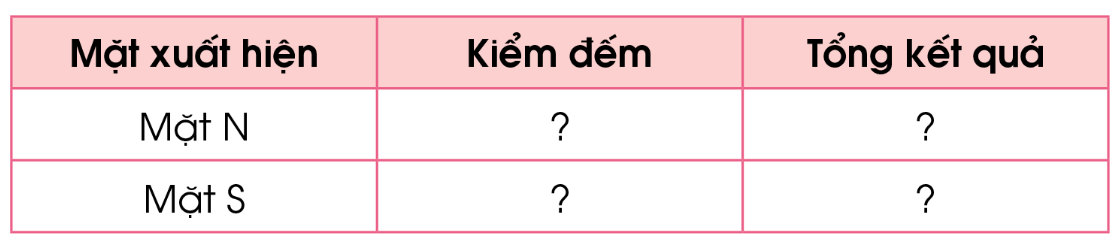 Mặt xuất hiện Kiểm đếm Tổng kết quả
Mặt N ? ?
Mặt S ? ?